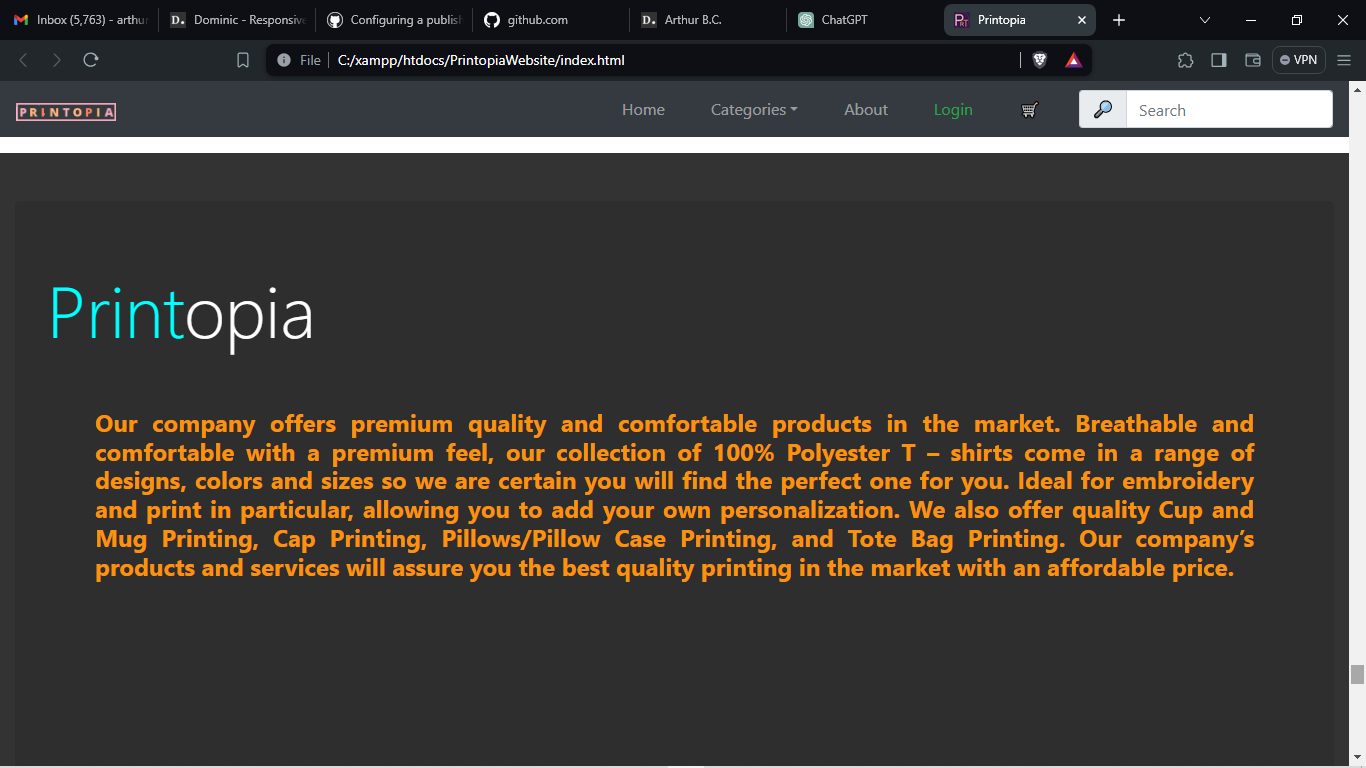 Inbox (5,763) - arthur
Dominic - Responsive
Configuring a publish
github.com
Arthur B.C.
ChatGPT
Printopia
File
C:/xampp/htdocs/PrintopiaWebsite/index.html
VPN
PRINTOPIA
Home
Categories
About
Login
Search
Printopia
Our company offers premium quality and comfortable products in the market. Breathable and
comfortable with a premium feel, our collection of 100% Polyester T – shirts come in a range of
designs, colors and sizes so we are certain you will find the perfect one for you. Ideal for embroidery
and print in particular, allowing you to add your own personalization. We also offer quality Cup and
Mug Printing, Cap Printing, Pillows/Pillow Case Printing, and Tote Bag Printing. Our company’s
products and services will assure you the best quality printing in the market with an affordable price.